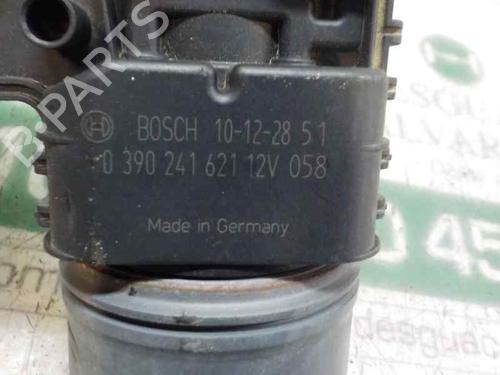 B-PARTS
BOSCH 10-12-28 51
0 390 241 621 12V 058
Made in Germany